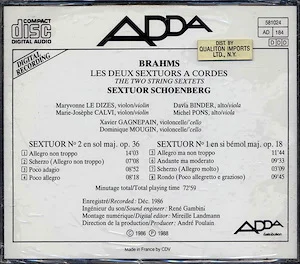 COMPACT
disc
DIGITAL AUDIO
ADDA
581024
AD 184
DDD
DIST BY
QUALITON IMPORTS
LTD., N.Y.
DIGITAL
RECORDING
BRAHMS
LES DEUX SEXTUORS A CORDES
THE TWO STRING SEXTETS
SEXTUOR SCHOENBERG
Maryvonne LE DIZES, violon/violin
Davia BINDER, alto/viola
Marie-Josèphe CALVI, violon/violin
Michel PONS, alto/viola
Xavier GAGNEPAIN, violoncelle/'cello
Dominique MOUGIN, violoncelle/'cello
SEXTUOR Nº 2 en sol maj. op. 36
1 Allegro non troppo 14'03
2 Scherzo (Allegro non troppo) 07'08
3 Poco adagio 08'52
4 Poco allegro 08'18
SEXTUOR Nº 1 en si bémol maj. op. 18
Allegro non troppo 11'44
Andante ma moderato 09'33
Scherzo (Allegro molto) 03'09
8 Rondo (Poco allegretto e grazioso) 09'45
Minutage total/Total playing time 72'59
Enregistré/Recorded : Déc. 1986
Ingénieur du son/Sound engineer : René Gambini
Montage numérique/Digital editor : Mireille Landmann
Direction de la production/Producer : André Poulain
℗ 1986 © 1988
ADDA
Made in France by CDV